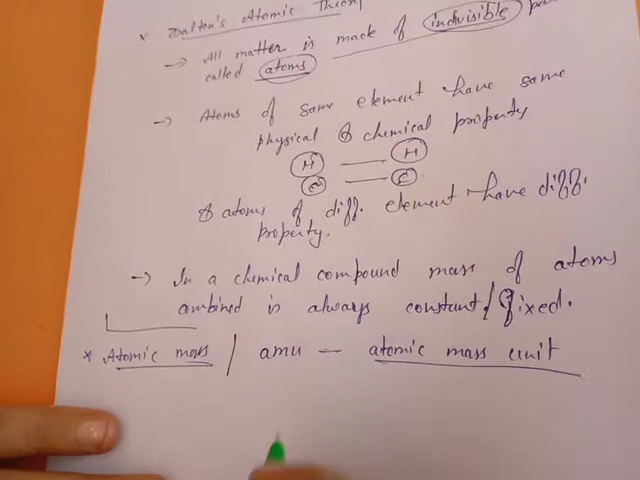 * Dalton's Atomic Theory
→ All matter is made of indivisible
called atoms
→ Atoms of same element have same
physical & chemical property
H — H
C — C
& atoms of diff. element have diff.
property.
→ In a chemical compound mass of atoms
ambined is always constant/fixed.
* Atomic mass / amu — atomic mass unit